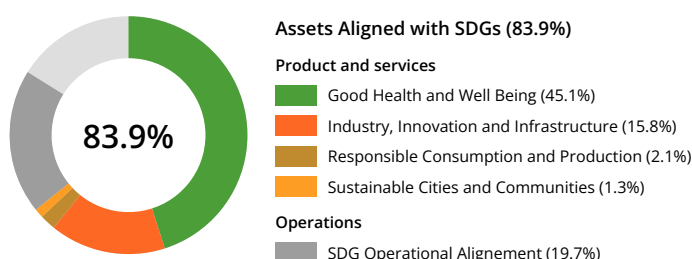 83.9%
Assets Aligned with SDGs (83.9%)
Product and services
Good Health and Well Being (45.1%)
Industry, Innovation and Infrastructure (15.8%)
Responsible Consumption and Production (2.1%)
Sustainable Cities and Communities (1.3%)
Operations
SDG Operational Alignement (19.7%)